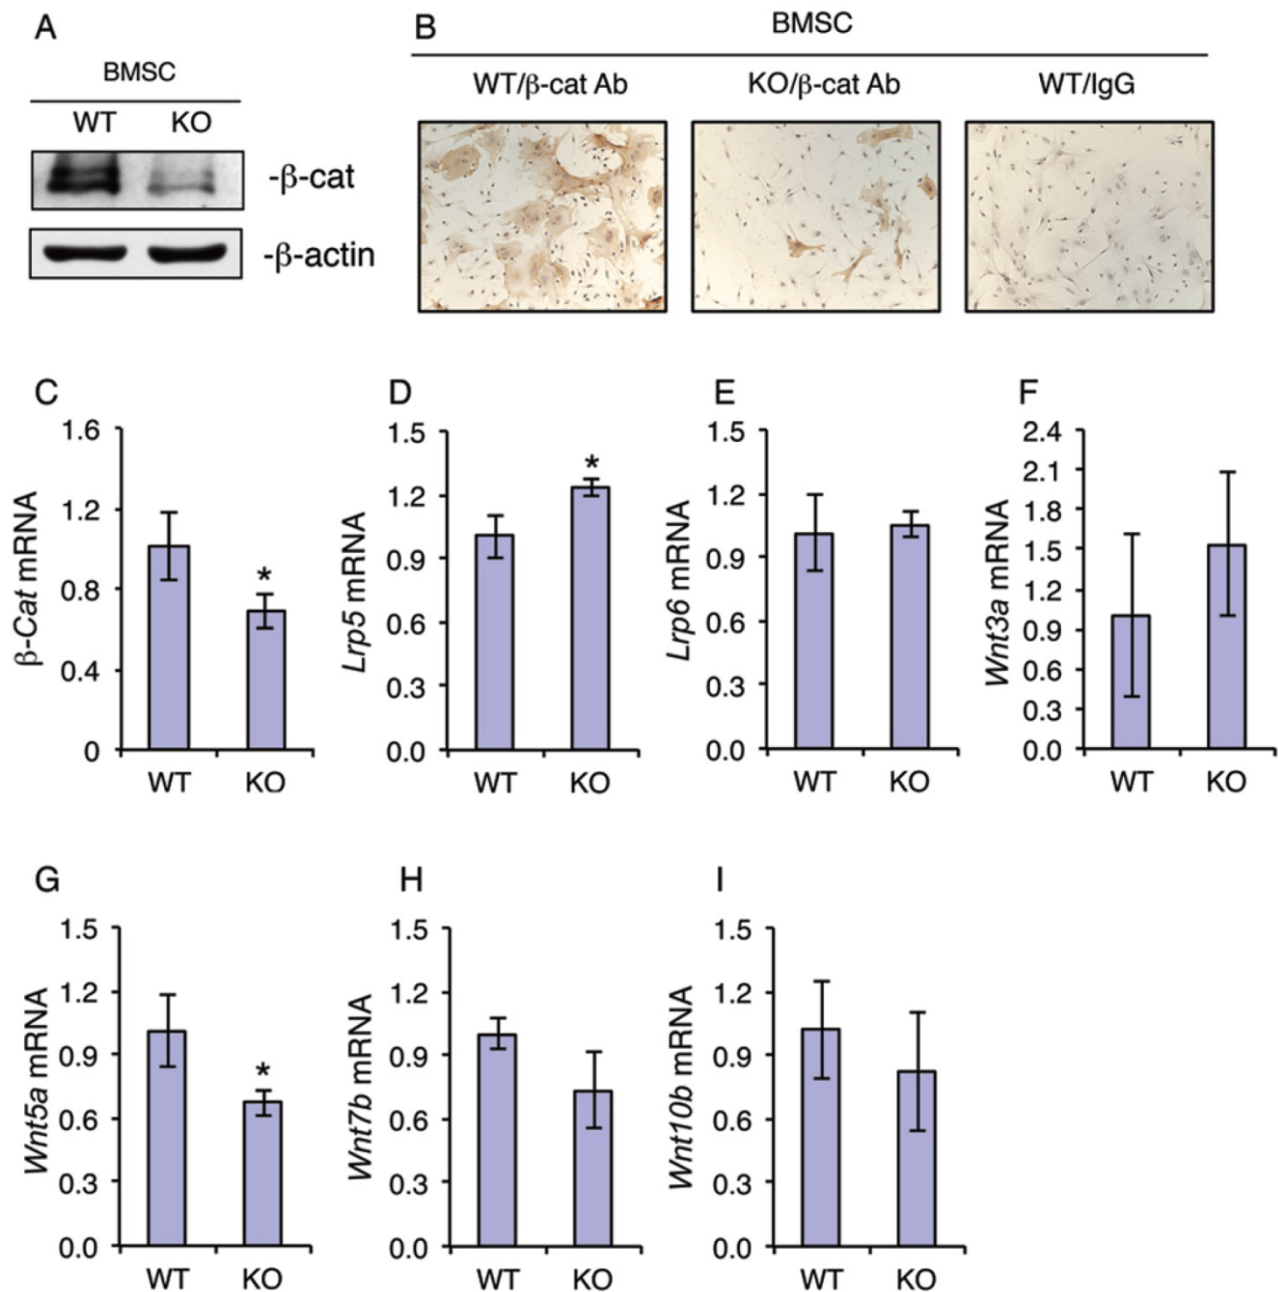 A
BMSC
WT KO
-β-cat
-β-actin
B
BMSC
WT/β-cat Ab KO/β-cat Ab WT/IgG
C
β-Cat mRNA
1.6
1.2
0.8
0.4
0
*
WT KO
D
Lrp5 mRNA
1.5
1.2
0.9
0.6
0.3
0.0
*
WT KO
E
Lrp6 mRNA
1.5
1.2
0.9
0.6
0.3
0.0
WT KO
F
Wnt3a mRNA
2.4
2.1
1.8
1.5
1.2
0.9
0.6
0.3
0.0
WT KO
G
Wnt5a mRNA
1.5
1.2
0.9
0.6
0.3
0.0
*
WT KO
H
Wnt7b mRNA
1.5
1.2
0.9
0.6
0.3
0.0
WT KO
I
Wnt10b mRNA
1.5
1.2
0.9
0.6
0.3
0.0
WT KO